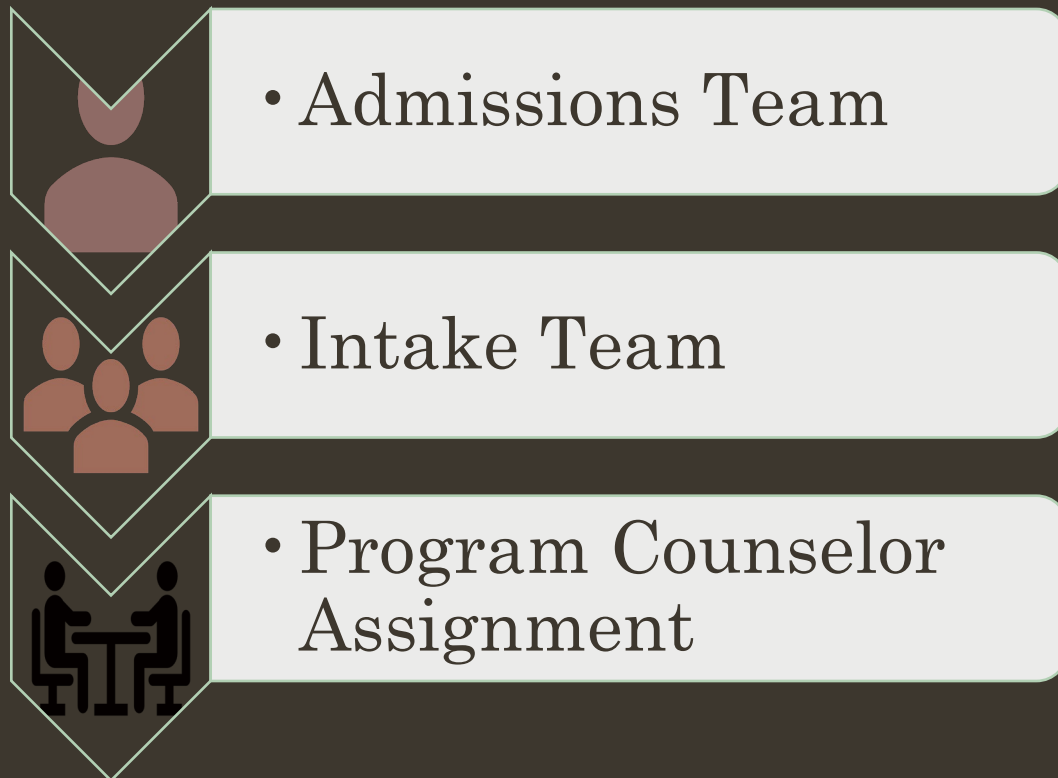 • Admissions Team
• Intake Team
• Program Counselor
Assignment